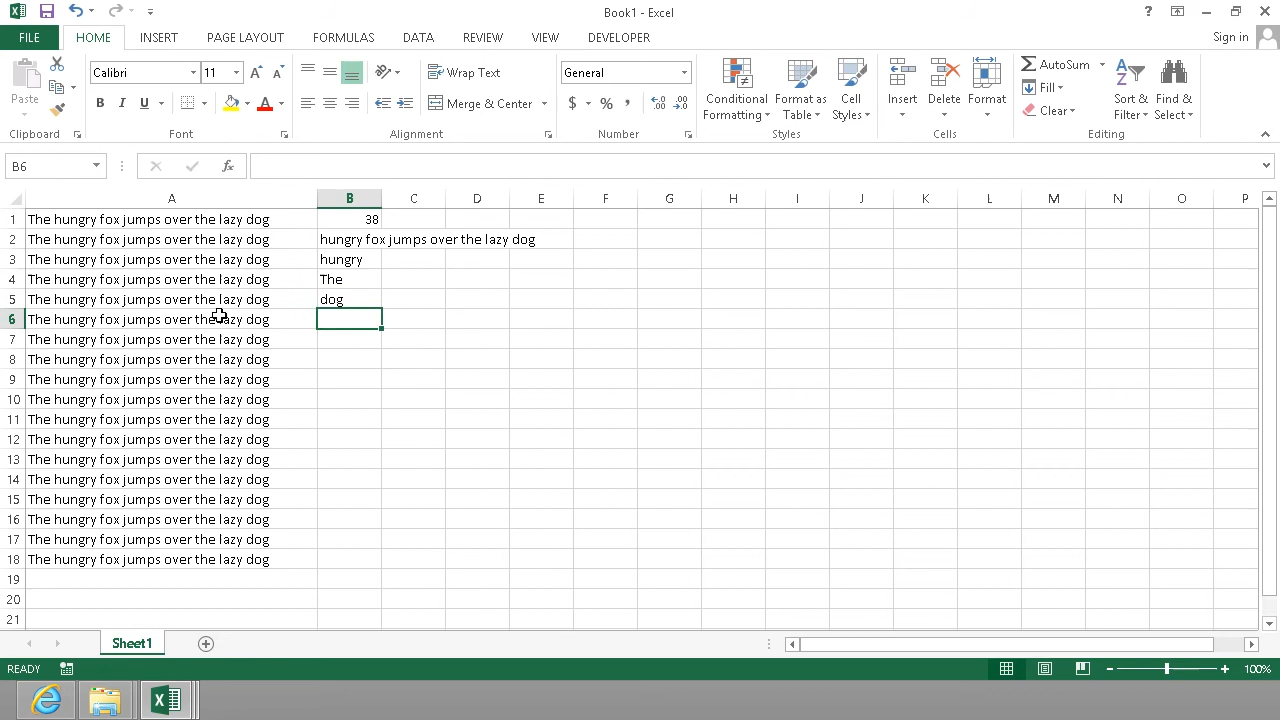 Book1 - Excel
?
FILE HOME INSERT PAGE LAYOUT FORMULAS DATA REVIEW VIEW DEVELOPER Sign in
Paste
Calibri 11 A A
B I U A
Wrap Text
Merge & Center
General
$ % ,
Conditional Formatting
Format as Table
Cell Styles
Insert
Delete
Format
AutoSum
Fill
Clear
Sort & Filter
Find & Select
Clipboard Font Alignment Number Styles Cells Editing
B6 fx
A B C D E F G H I J K L M N O P
1 The hungry fox jumps over the lazy dog 38
2 The hungry fox jumps over the lazy dog hungry fox jumps over the lazy dog
3 The hungry fox jumps over the lazy dog hungry
4 The hungry fox jumps over the lazy dog The
5 The hungry fox jumps over the lazy dog dog
6 The hungry fox jumps over the lazy dog
7 The hungry fox jumps over the lazy dog
8 The hungry fox jumps over the lazy dog
9 The hungry fox jumps over the lazy dog
10 The hungry fox jumps over the lazy dog
11 The hungry fox jumps over the lazy dog
12 The hungry fox jumps over the lazy dog
13 The hungry fox jumps over the lazy dog
14 The hungry fox jumps over the lazy dog
15 The hungry fox jumps over the lazy dog
16 The hungry fox jumps over the lazy dog
17 The hungry fox jumps over the lazy dog
18 The hungry fox jumps over the lazy dog
19
20
21
Sheet1
READY 100%